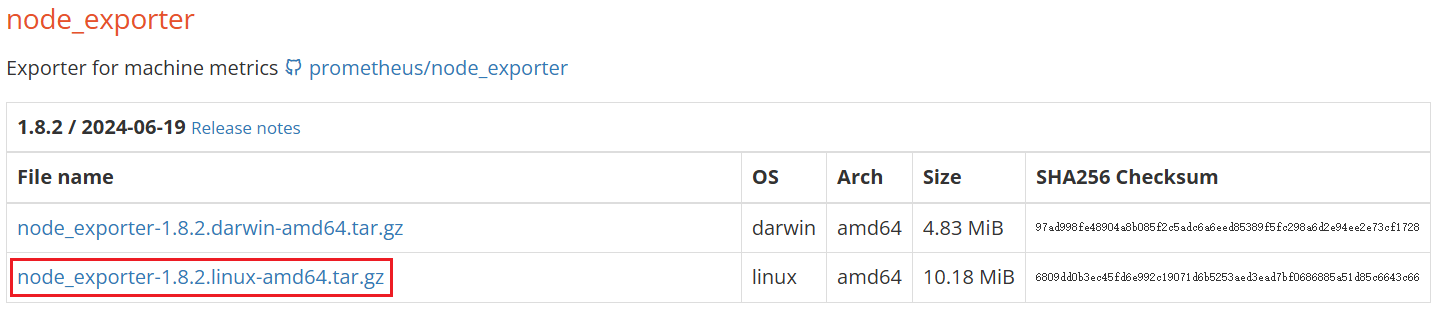 node_exporter
Exporter for machine metrics prometheus/node_exporter
1.8.2 / 2024-06-19 Release notes
File name OS Arch Size SHA256 Checksum
node_exporter-1.8.2.darwin-amd64.tar.gz darwin amd64 4.83 MiB 97ad998fe48904a8b085f2c5adc6a6eed85389f5fc298a6d2e94ee2e73cf1728
node_exporter-1.8.2.linux-amd64.tar.gz linux amd64 10.18 MiB 6809dd0b3ec45fd6e992c19071d6b5253aed3ead7bf0686885a51d85c6643c66